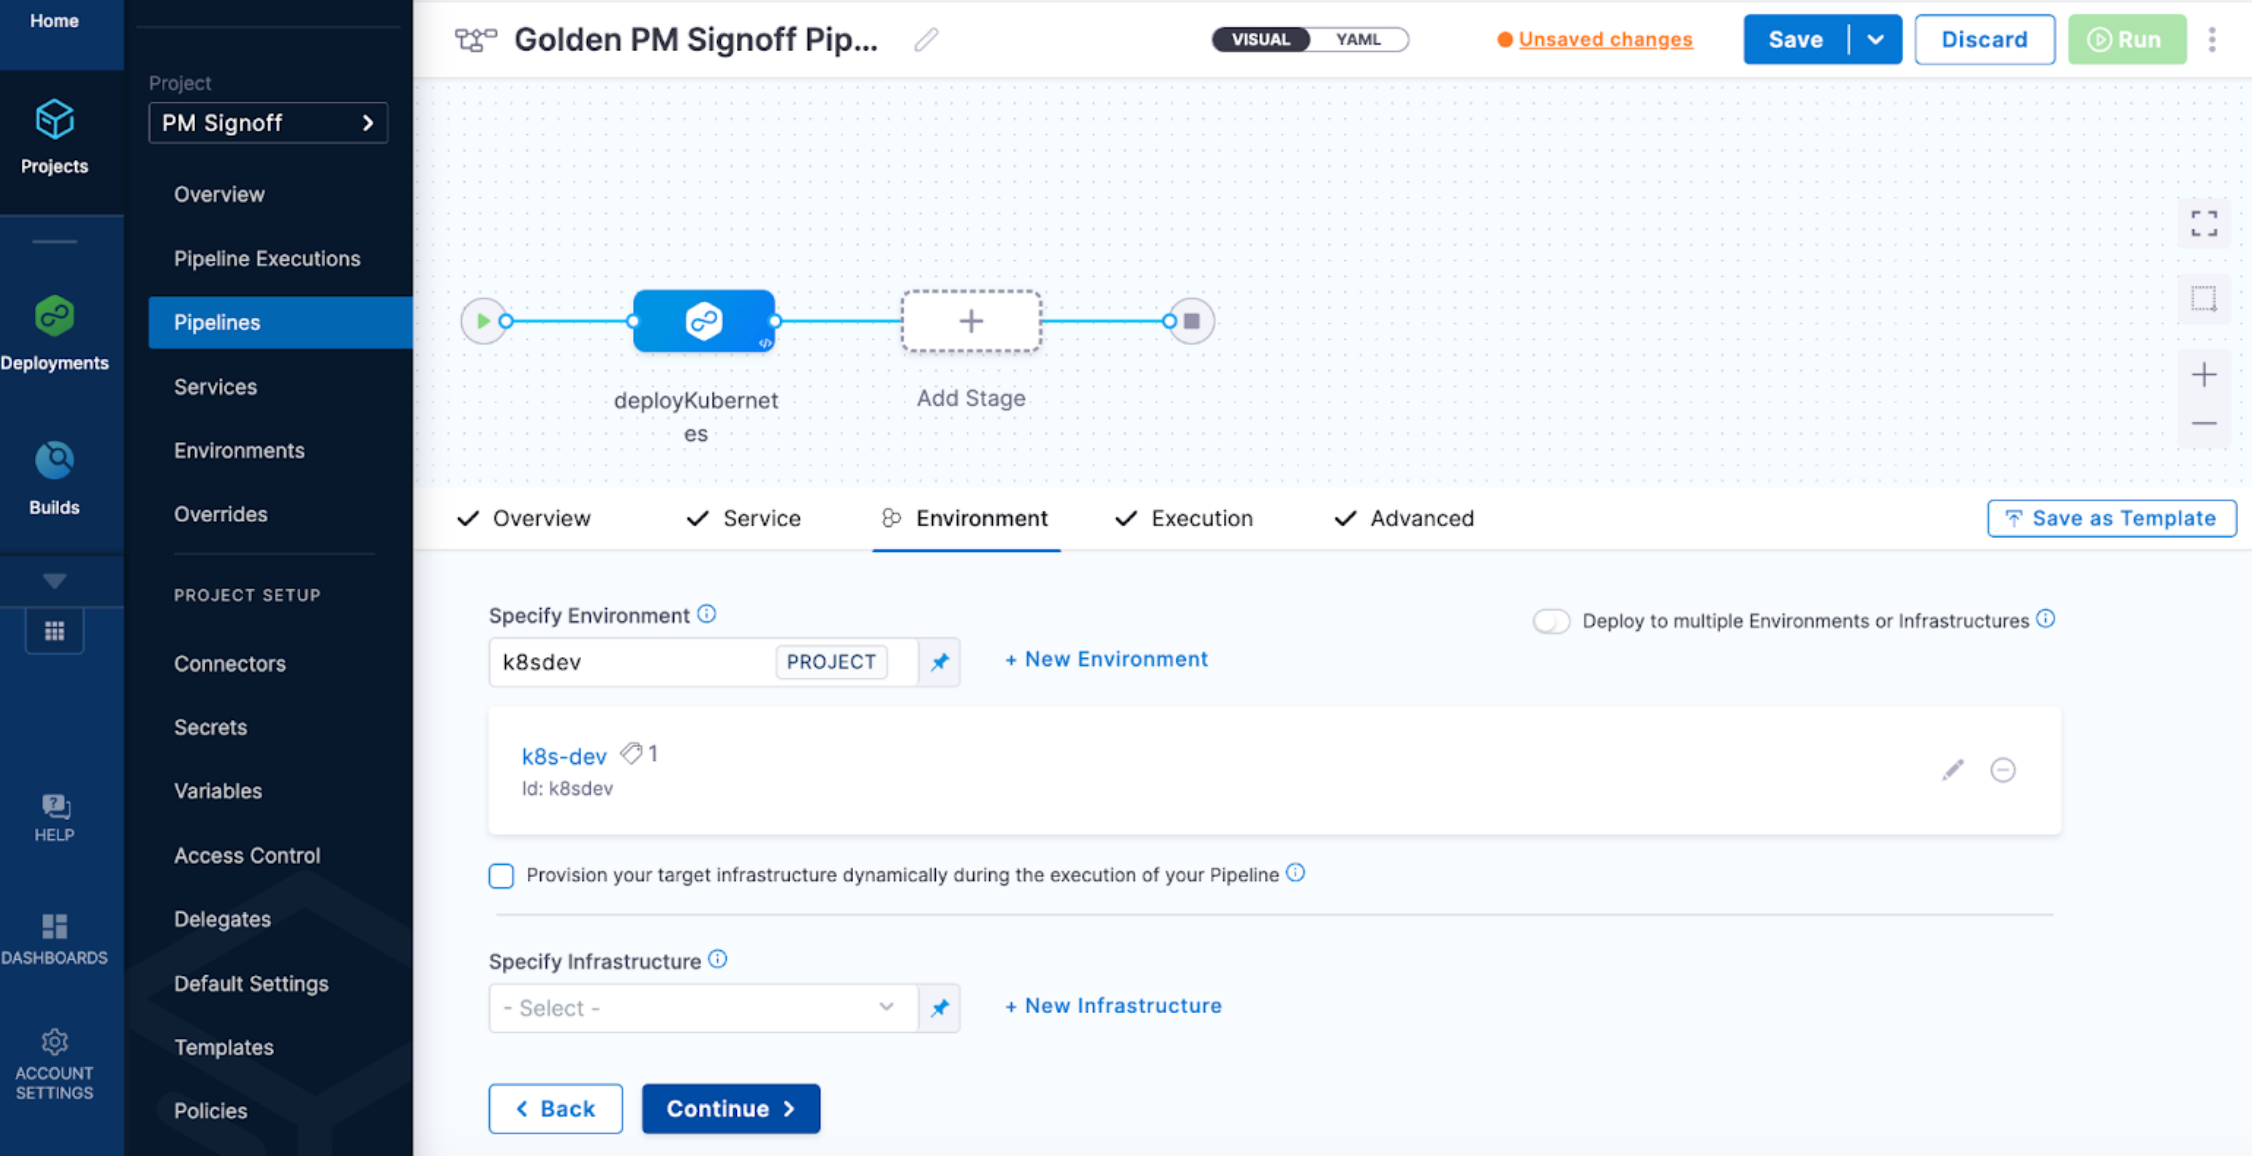 Home
Projects
Deployments
Builds
HELP
DASHBOARDS
ACCOUNT
SETTINGS
Project
PM Signoff
Overview
Pipeline Executions
Pipelines
Services
Environments
Overrides
PROJECT SETUP
Connectors
Secrets
Variables
Access Control
Delegates
Default Settings
Templates
Policies
Golden PM Signoff Pip...
VISUAL YAML
Unsaved changes
Save
Discard
Run
deployKubernet
es
Add Stage
Overview Service Environment Execution Advanced
Save as Template
Specify Environment
Deploy to multiple Environments or Infrastructures
k8sdev PROJECT
+ New Environment
k8s-dev 1
Id: k8sdev
Provision your target infrastructure dynamically during the execution of your Pipeline
Specify Infrastructure
- Select -
+ New Infrastructure
Back
Continue